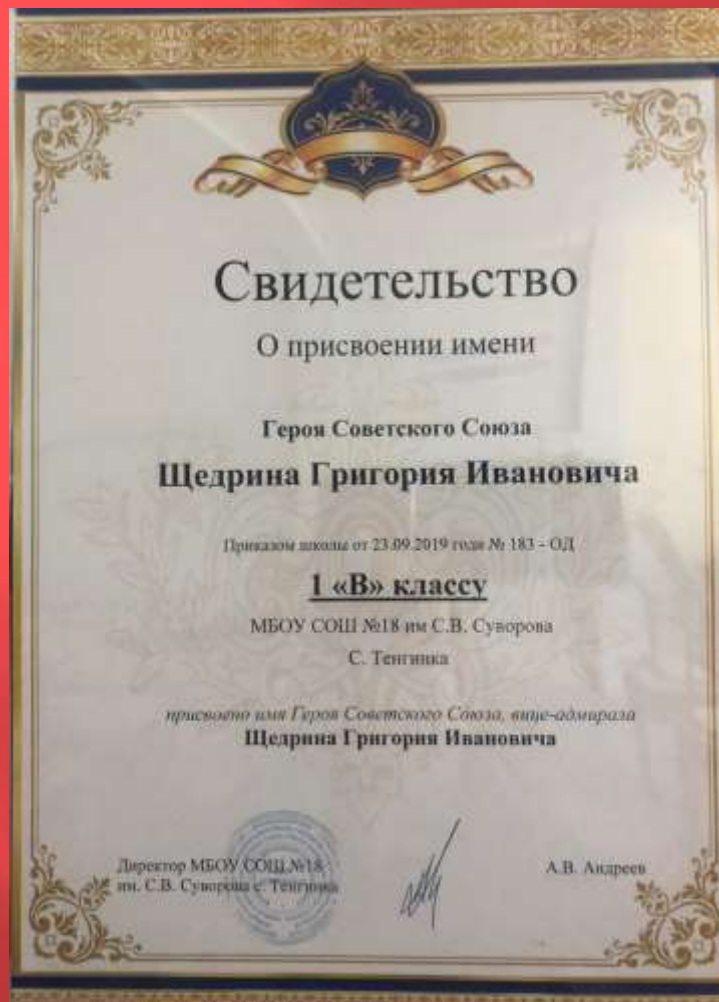 Свидетельство
О присвоении имени
Героя Советского Союза
Щедрина Григория Ивановича
Приказом школы от 23.09.2019 года № 183 - ОД
1 «В» классу
МБОУ СОШ №18 им С.В. Суворова
С. Тенгинка
присвоено имя Героя Советского Союза, вице-адмирала
Щедрина Григория Ивановича
Директор МБОУ СОШ №18
им. С.В. Суворова с. Тенгинка
А.В. Андреев